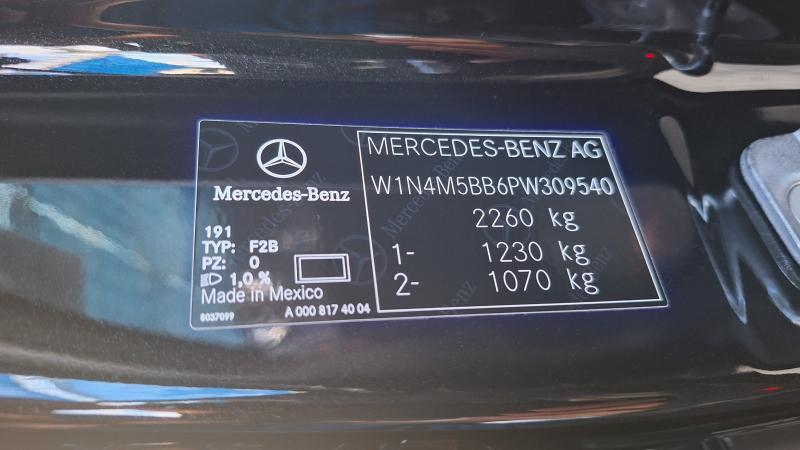 Mercedes-Benz
191
TYP: F2B
PZ: 0
1,0 %
Made in Mexico
8037099 A 000 817 40 04
MERCEDES-BENZ AG
W1N4M5BB6PW309540
2260 kg
1- 1230 kg
2- 1070 kg